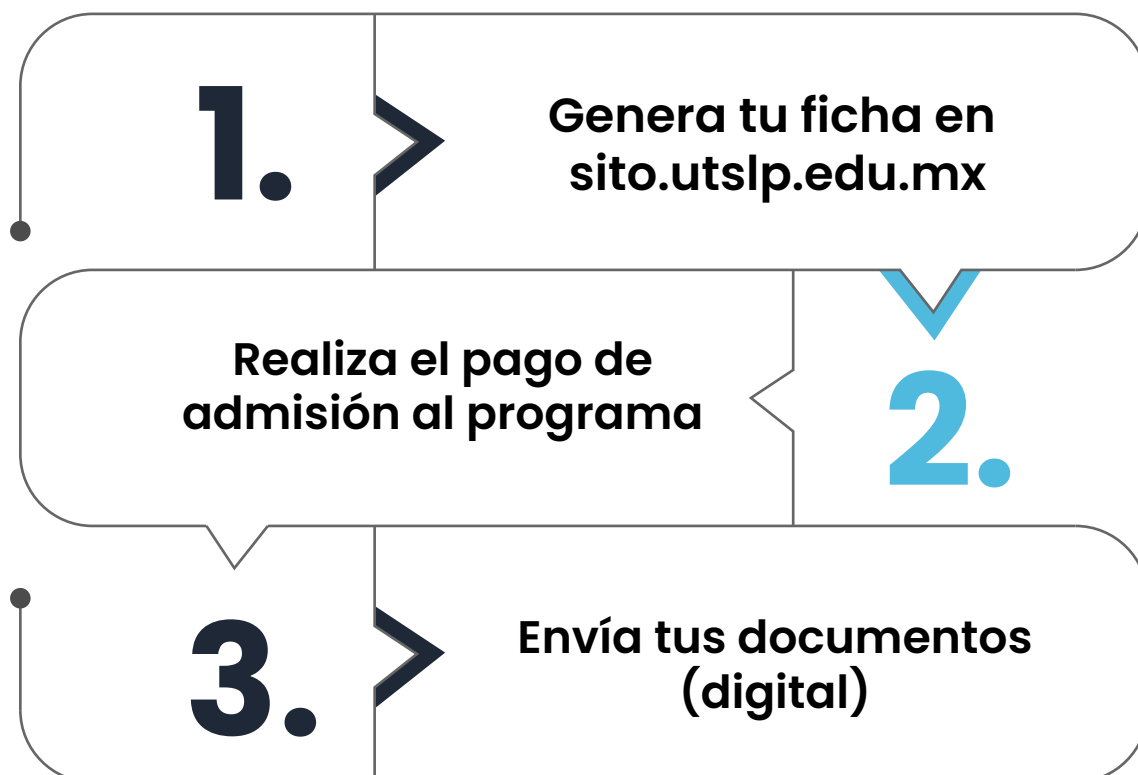 1.
Genera tu ficha en
sito.utslp.edu.mx
Realiza el pago de
admisión al programa
2.
3.
Envía tus documentos
(digital)